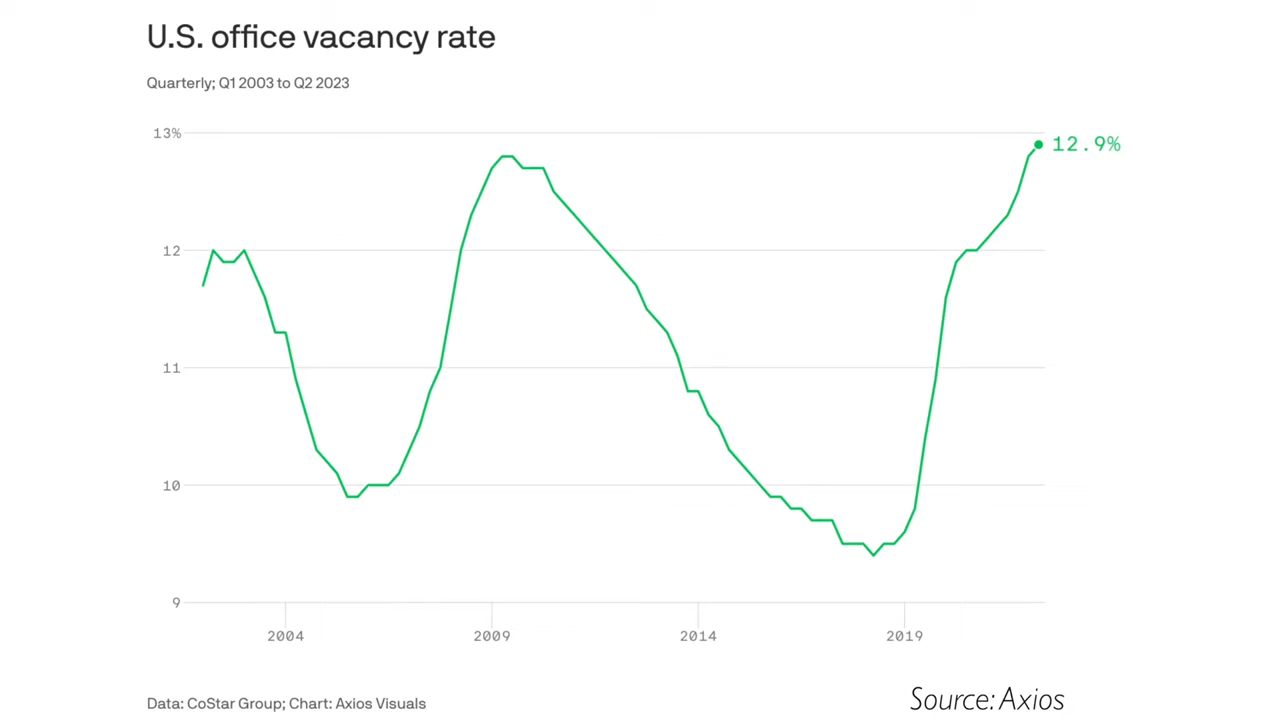 U.S. office vacancy rate
Quarterly; Q1 2003 to Q2 2023
13%
12.9%
12
11
10
9
2004 2009 2014 2019
Data: CoStar Group; Chart: Axios Visuals
Source: Axios